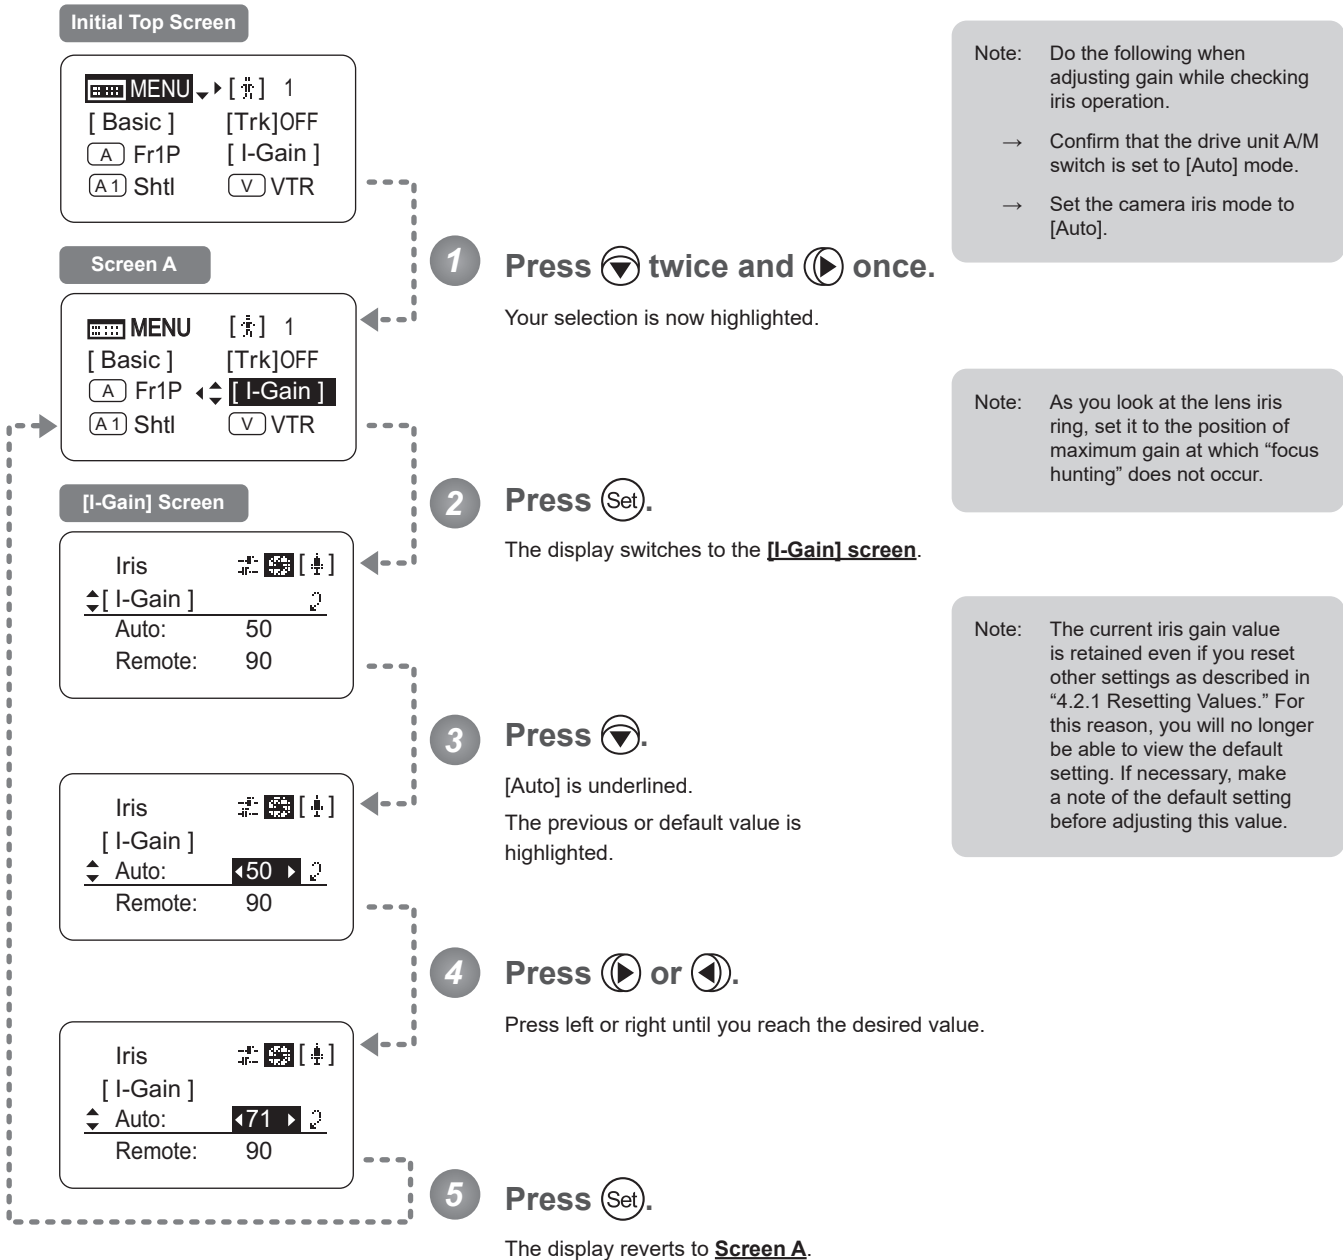 Initial Top Screen
MENU [ ] 1
[ Basic ] [Trk]OFF
A Fr1P [ I-Gain ]
A1 Shtl V VTR
Screen A
MENU [ ] 1
[ Basic ] [Trk]OFF
A Fr1P [ I-Gain ]
A1 Shtl V VTR
1 Press twice and once.
Your selection is now highlighted.
[I-Gain] Screen
Iris [ ]
[ I-Gain ]
Auto: 50
Remote: 90
2 Press Set.
The display switches to the [I-Gain] screen.
Iris [ ]
[ I-Gain ]
Auto: 50
Remote: 90
3 Press .
[Auto] is underlined.
The previous or default value is
highlighted.
Iris [ ]
[ I-Gain ]
Auto: 71
Remote: 90
4 Press or .
Press left or right until you reach the desired value.
5 Press Set.
The display reverts to Screen A.
Note: Do the following when
adjusting gain while checking
iris operation.
→ Confirm that the drive unit A/M
switch is set to [Auto] mode.
→ Set the camera iris mode to
[Auto].
Note: As you look at the lens iris
ring, set it to the position of
maximum gain at which “focus
hunting” does not occur.
Note: The current iris gain value
is retained even if you reset
other settings as described in
“4.2.1 Resetting Values.” For
this reason, you will no longer
be able to view the default
setting. If necessary, make
a note of the default setting
before adjusting this value.